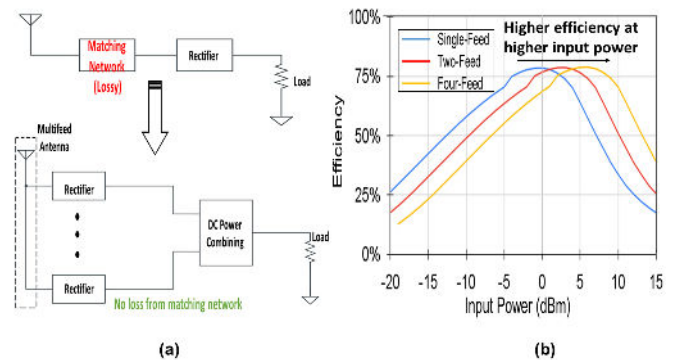 Matching
Network
(Lossy)
Rectifier
Load
Multifeed
Antenna
Rectifier
DC Power
Combining
Load
Rectifier
No loss from matching network
(a)
Higher efficiency at
higher input power
Single-Feed
Two-Feed
Four-Feed
100%
75%
50%
25%
0%
Efficiency
-20 -15 -10 -5 0 5 10 15
Input Power (dBm)
(b)